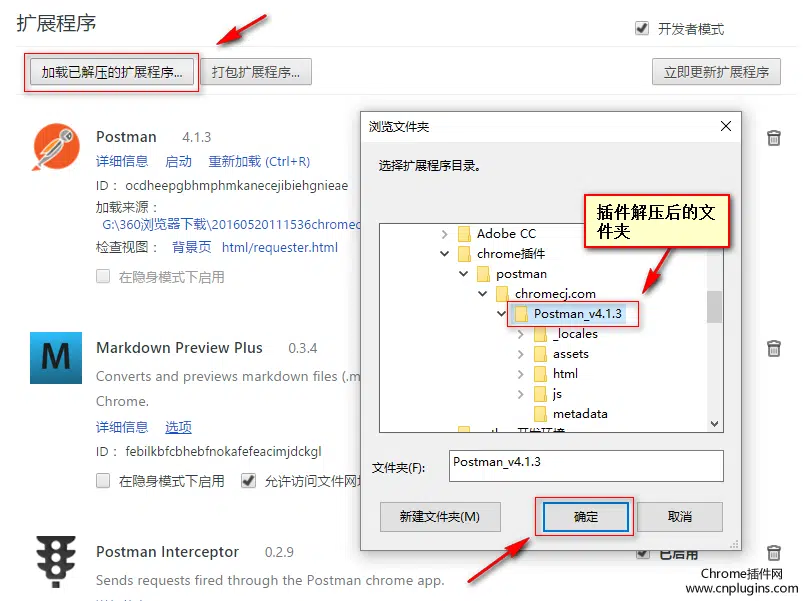 扩展程序
开发者模式
加载已解压的扩展程序...
打包扩展程序...
立即更新扩展程序
Postman 4.1.3
详细信息 启动 重新加载 (Ctrl+R)
ID： ocdheepgbhmphmkanecejibiehgnieae
加载来源：
G:\360浏览器下载\20160520111536chromec
检查视图： 背景页 html/requester.html
在隐身模式下启用
Markdown Preview Plus 0.3.4
Converts and previews markdown files (.m
Chrome.
详细信息 选项
ID： febilkbfcbhebfnokafefeacimjdckgl
在隐身模式下启用 允许访问文件网
Postman Interceptor 0.2.9
Sends requests fired through the Postman chrome app.
浏览文件夹
选择扩展程序目录。
插件解压后的文
件夹
Adobe CC
chrome插件
postman
chromecj.com
Postman_v4.1.3
_locales
assets
html
js
metadata
文件夹(F): Postman_v4.1.3
新建文件夹(M) 确定 取消
已启用
Chrome插件网
www.cnplugins.com